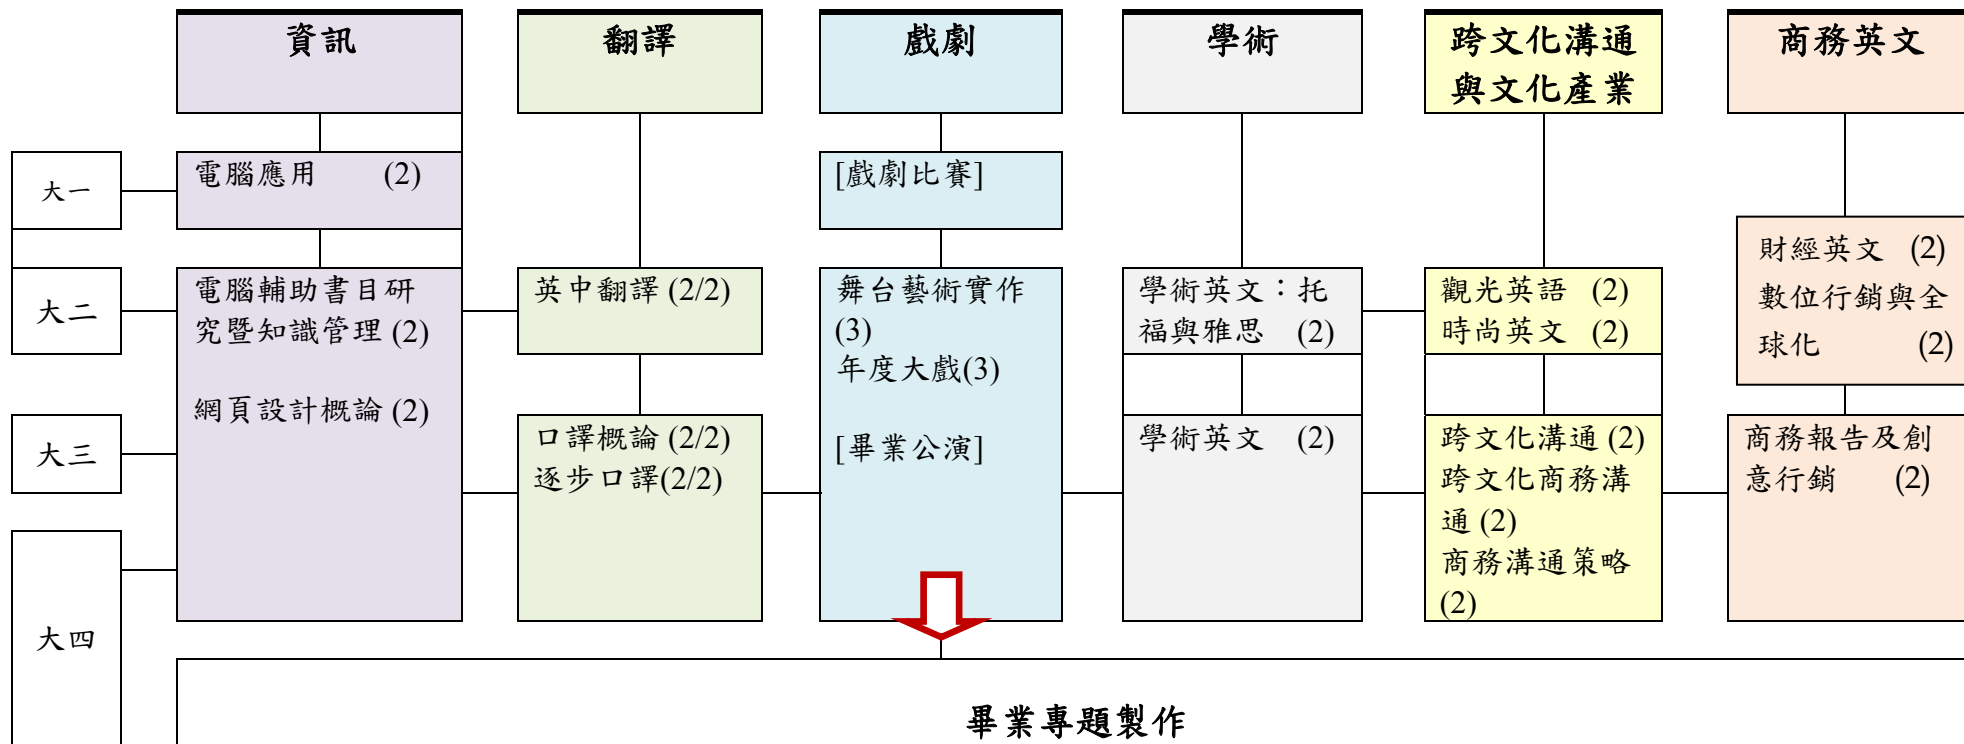 資訊
翻譯
戲劇
學術
跨文化溝通
與文化產業
商務英文
大一
電腦應用 (2)
[戲劇比賽]
大二
電腦輔助書目研
究暨知識管理 (2)
網頁設計概論 (2)
英中翻譯 (2/2)
舞台藝術實作
(3)
年度大戲(3)
[畢業公演]
學術英文：托
福與雅思 (2)
觀光英語 (2)
時尚英文 (2)
財經英文 (2)
數位行銷與全
球化 (2)
大三
口譯概論 (2/2)
逐步口譯(2/2)
學術英文 (2)
跨文化溝通 (2)
跨文化商務溝
通 (2)
商務溝通策略
(2)
商務報告及創
意行銷 (2)
大四
畢業專題製作